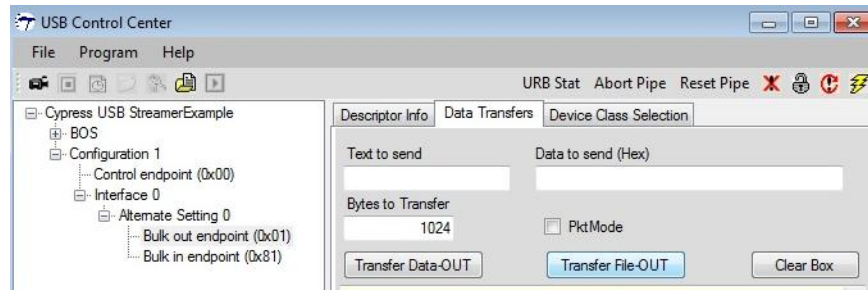 USB Control Center
File Program Help
URB Stat Abort Pipe Reset Pipe
Cypress USB StreamerExample
BOS
Configuration 1
Control endpoint (0x00)
Interface 0
Alternate Setting 0
Bulk out endpoint (0x01)
Bulk in endpoint (0x81)
Descriptor Info Data Transfers Device Class Selection
Text to send Data to send (Hex)
Bytes to Transfer
1024 PktMode
Transfer Data-OUT Transfer File-OUT Clear Box